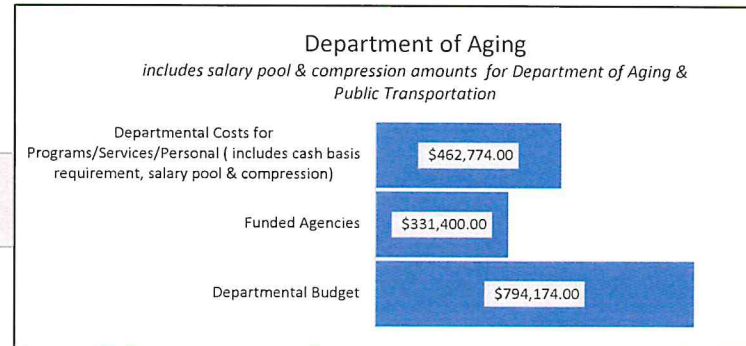 Department of Aging
includes salary pool & compression amounts for Department of Aging &
Public Transportation
Departmental Costs for
Programs/Services/Personal ( includes cash basis
requirement, salary pool & compression)
$462,774.00
Funded Agencies
$331,400.00
Departmental Budget
$794,174.00